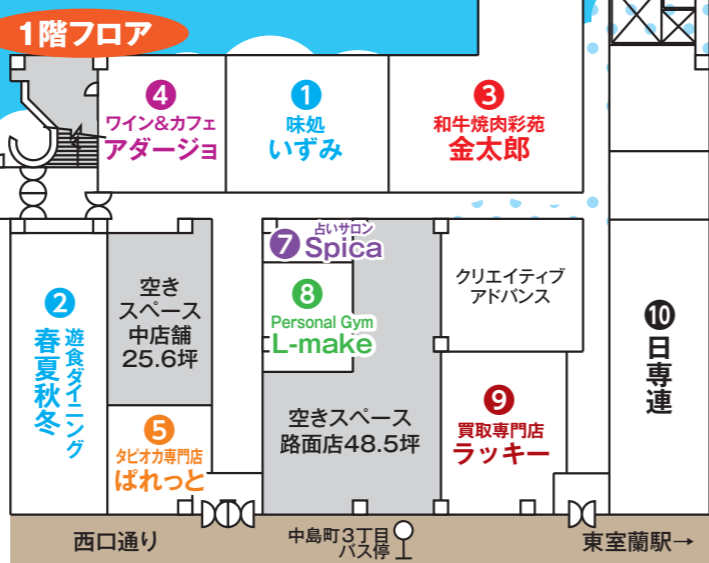 1階フロア
4
ワイン&カフェ
アダージョ
1
味処
いずみ
3
和牛焼肉彩苑
金太郎
2
遊食ダイニング
春夏秋冬
空き
スペース
中店舗
25.6坪
5
タピオカ専門店
ぱれっと
7
占いサロン
Spica
8
Personal Gym
L-make
空きスペース
路面店48.5坪
クリエイティブ
アドバンス
9
買取専門店
ラッキー
10
日専連
西口通り
中島町3丁目
バス停
東室蘭駅→